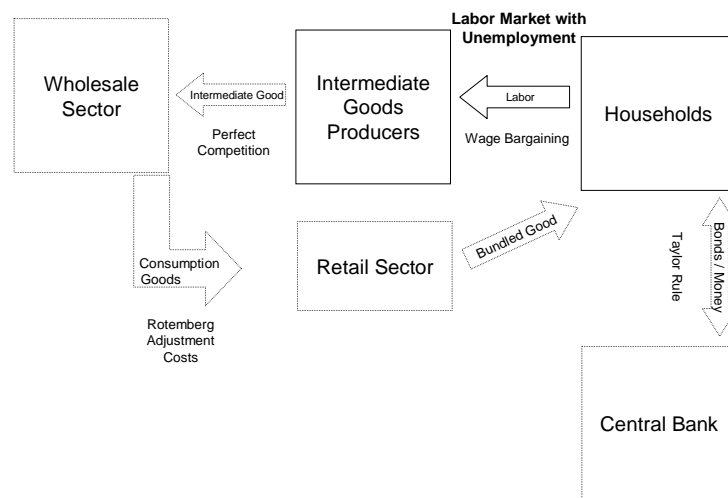 Labor Market with
Unemployment
Wholesale
Sector
Intermediate Good
Perfect
Competition
Intermediate
Goods
Producers
Labor
Wage Bargaining
Households
Consumption
Goods
Rotemberg
Adjustment
Costs
Retail Sector
Bundled Good
Taylor Rule
Bonds / Money
Central Bank